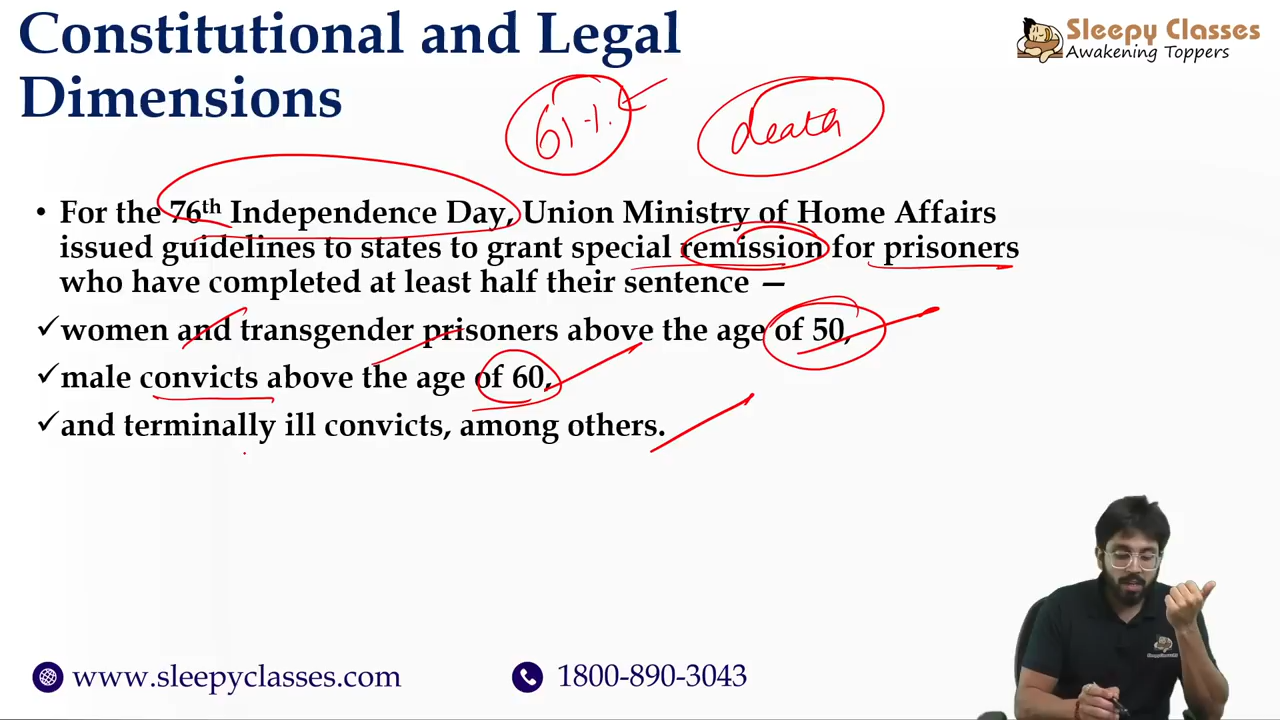 Constitutional and Legal
Dimensions
Sleepy Classes
Awakening Toppers
61%
death
• For the 76th Independence Day, Union Ministry of Home Affairs
issued guidelines to states to grant special remission for prisoners
who have completed at least half their sentence —
✓women and transgender prisoners above the age of 50,
✓male convicts above the age of 60,
✓and terminally ill convicts, among others.
www.sleepyclasses.com
1800-890-3043